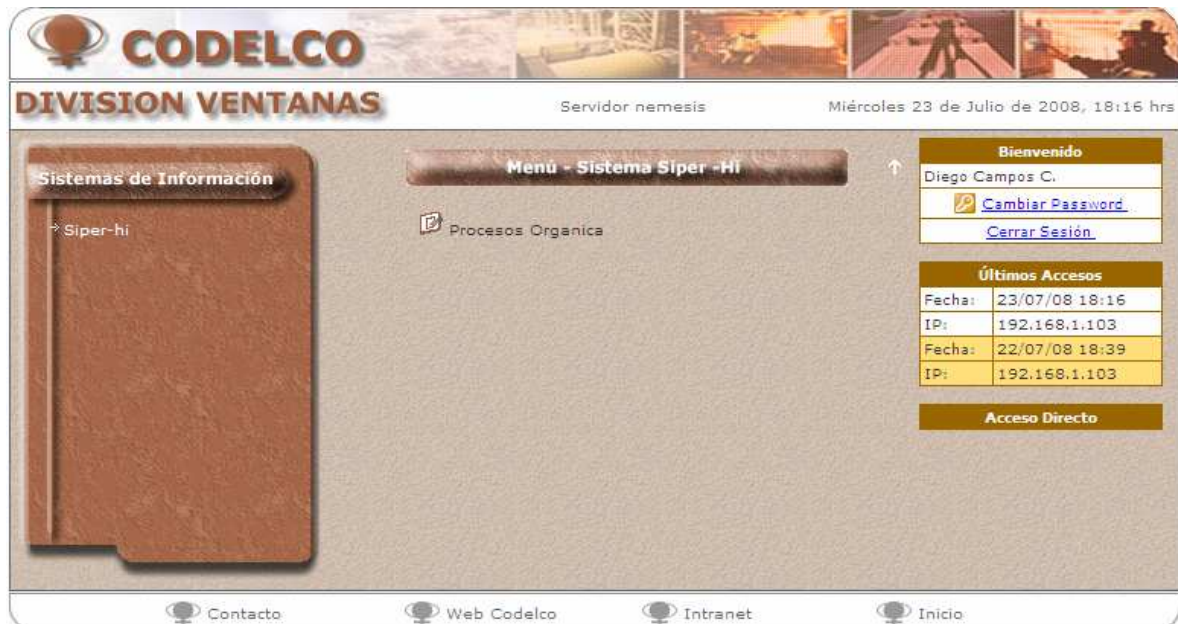 CODELCO
DIVISION VENTANAS
Servidor nemesis
Miércoles 23 de Julio de 2008, 18:16 hrs
Sistemas de Información
Siper-hi
Menú - Sistema Siper -Hi
Procesos Organica
Bienvenido
Diego Campos C.
Cambiar Password
Cerrar Sesión
Últimos Accesos
Fecha: 23/07/08 18:16
IP: 192.168.1.103
Fecha: 22/07/08 18:39
IP: 192.168.1.103
Acceso Directo
Contacto
Web Codelco
Intranet
Inicio